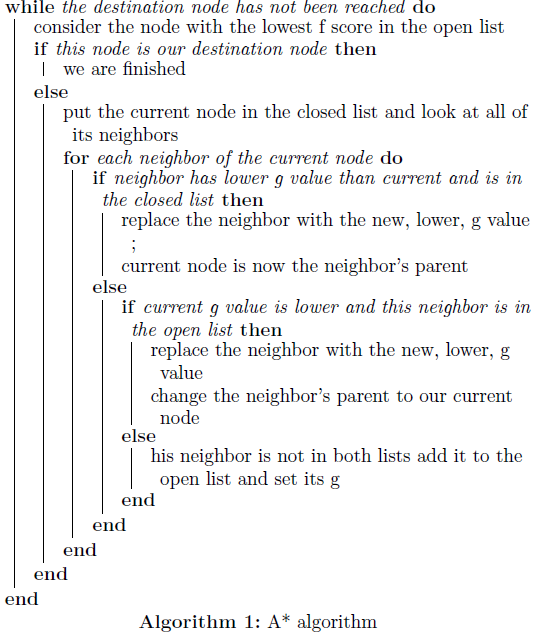 while the destination node has not been reached do
consider the node with the lowest f score in the open list
if this node is our destination node then
we are finished
else
put the current node in the closed list and look at all of
its neighbors
for each neighbor of the current node do
if neighbor has lower g value than current and is in
the closed list then
replace the neighbor with the new, lower, g value
;
current node is now the neighbor's parent
else
if current g value is lower and this neighbor is in
the open list then
replace the neighbor with the new, lower, g
value
change the neighbor's parent to our current
node
else
his neighbor is not in both lists add it to the
open list and set its g
end
end
end
end
end
Algorithm 1: A* algorithm